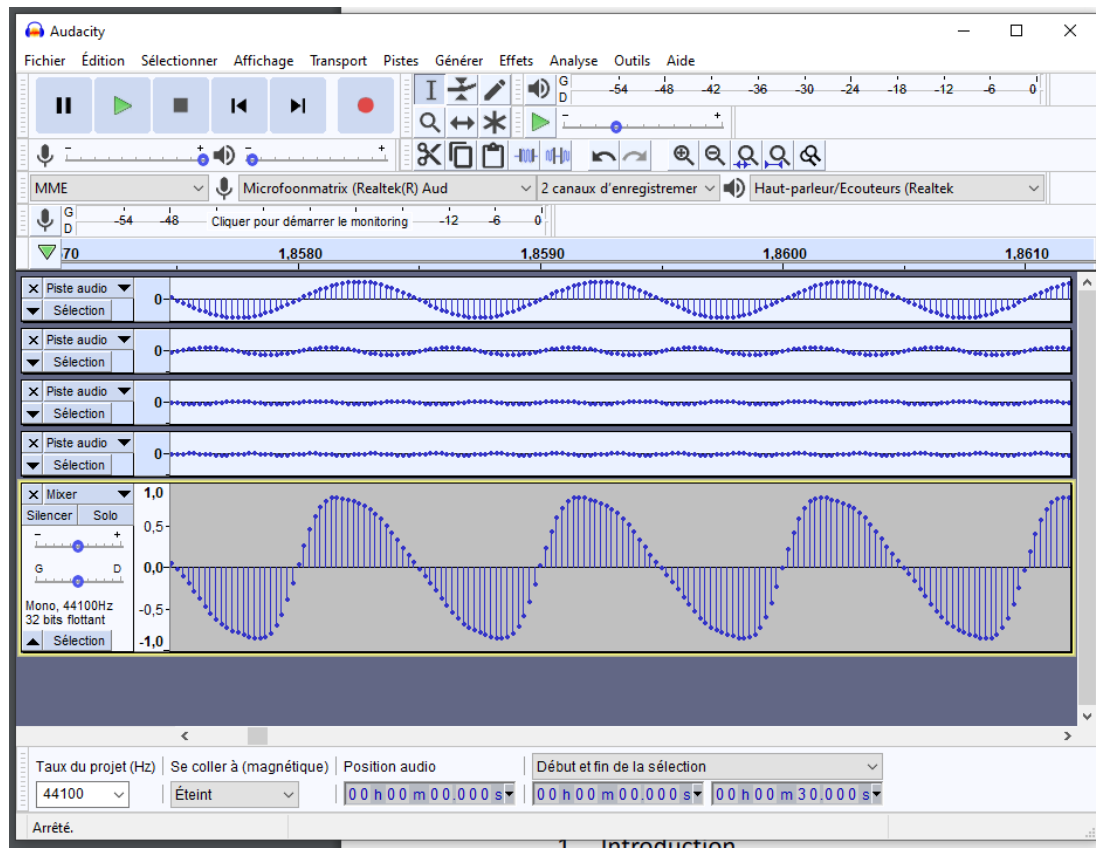 Audacity
Fichier Édition Sélectionner Affichage Transport Pistes Générer Effets Analyse Outils Aide
G
D
-54 -48 -42 -36 -30 -24 -18 -12 -6 0
- +
- + - +
MME Microfoonmatrix (Realtek(R) Aud 2 canaux d'enregistremer Haut-parleur/Ecouteurs (Realtek
G
D
-54 -48 Cliquer pour démarrer le monitoring -12 -6 0
70 1,8580 1,8590 1,8600 1,8610
Piste audio
Sélection
0
Piste audio
Sélection
0
Piste audio
Sélection
0
Piste audio
Sélection
0
Mixer
Silencer Solo
- +
G D
Mono, 44100Hz
32 bits flottant
Sélection
1,0
0,5
0,0
-0,5
-1,0
Taux du projet (Hz) Se coller à (magnétique) Position audio Début et fin de la sélection
44100 Éteint 00 h 00 m 00.000 s 00 h 00 m 00.000 s 00 h 00 m 30.000 s
Arrêté.
1 Introduction